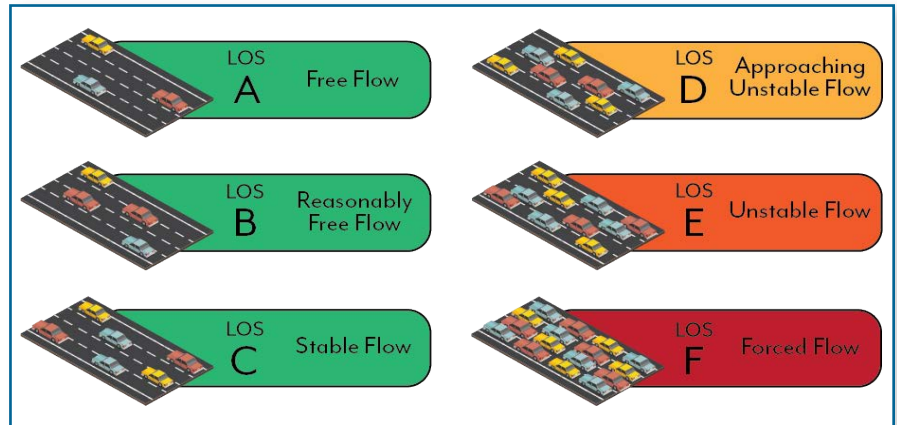 LOS
A
Free Flow
LOS
B
Reasonably
Free Flow
LOS
C
Stable Flow
LOS
D
Approaching
Unstable Flow
LOS
E
Unstable Flow
LOS
F
Forced Flow